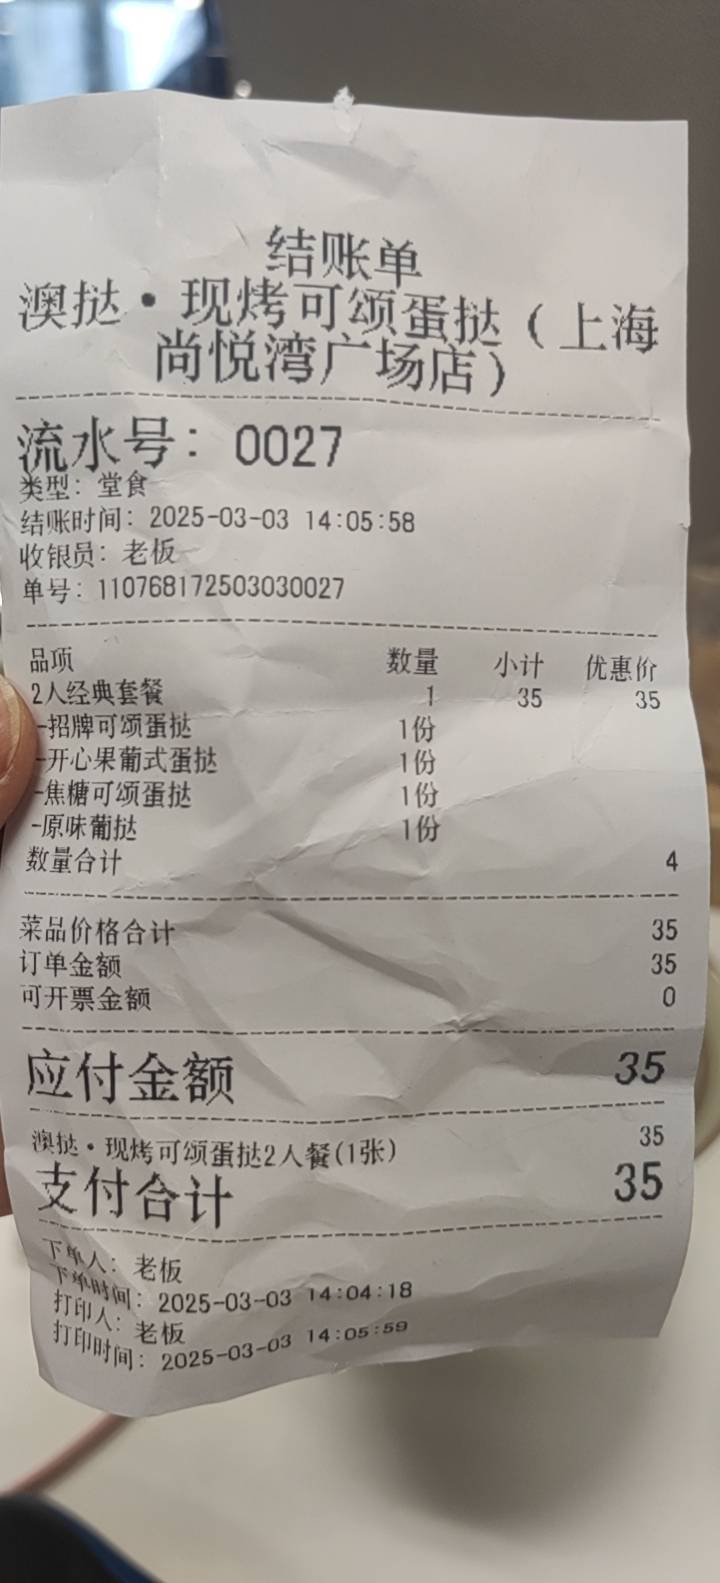 结账单
澳挞·现烤可颂蛋挞(上海
尚悦湾广场店)
流水号: 0027
类型: 堂食
结账时间: 2025-03-03 14:05:58
收银员: 老板
单号: 110768172503030027
品项 数量 小计 优惠价
2人经典套餐 1 35 35
-招牌可颂蛋挞 1份
-开心果葡式蛋挞 1份
-焦糖可颂蛋挞 1份
-原味葡挞 1份
数量合计 4
菜品价格合计 35
订单金额 35
可开票金额 0
应付金额 35
澳挞·现烤可颂蛋挞2人餐(1张) 35
支付合计 35
下单人: 老板
下单时间: 2025-03-03 14:04:18
打印人: 老板
打印时间: 2025-03-03 14:05:59